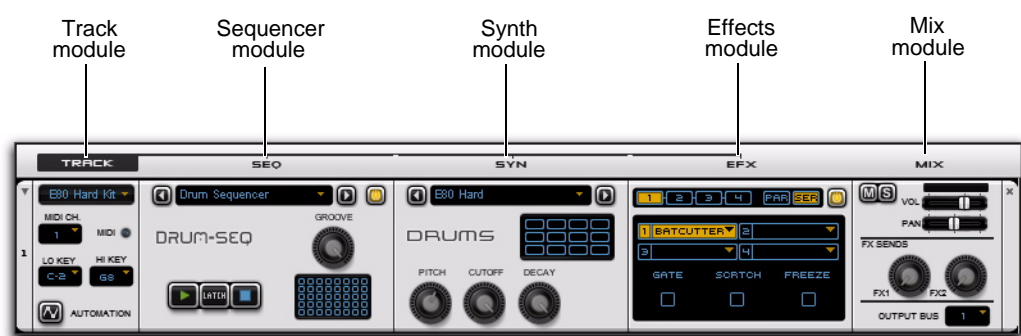 Track module
Sequencer module
Synth module
Effects module
Mix module
TRACK
SEQ
SYN
EFX
MIX
E80 Hard Kit
MIDI CH.
1
MIDI
LO KEY
HI KEY
C-2
G8
AUTOMATION
1
Drum Sequencer
DRUM-SEQ
GROOVE
LATCH
E80 Hard
DRUMS
PITCH
CUTOFF
DECAY
1 2 3 4 PAR SER
1 BATCUTTER 2
3 4
GATE SCRTCH FREEZE
M S
VOL
PAN
FX SENDS
FX1 FX2
OUTPUT BUS 1